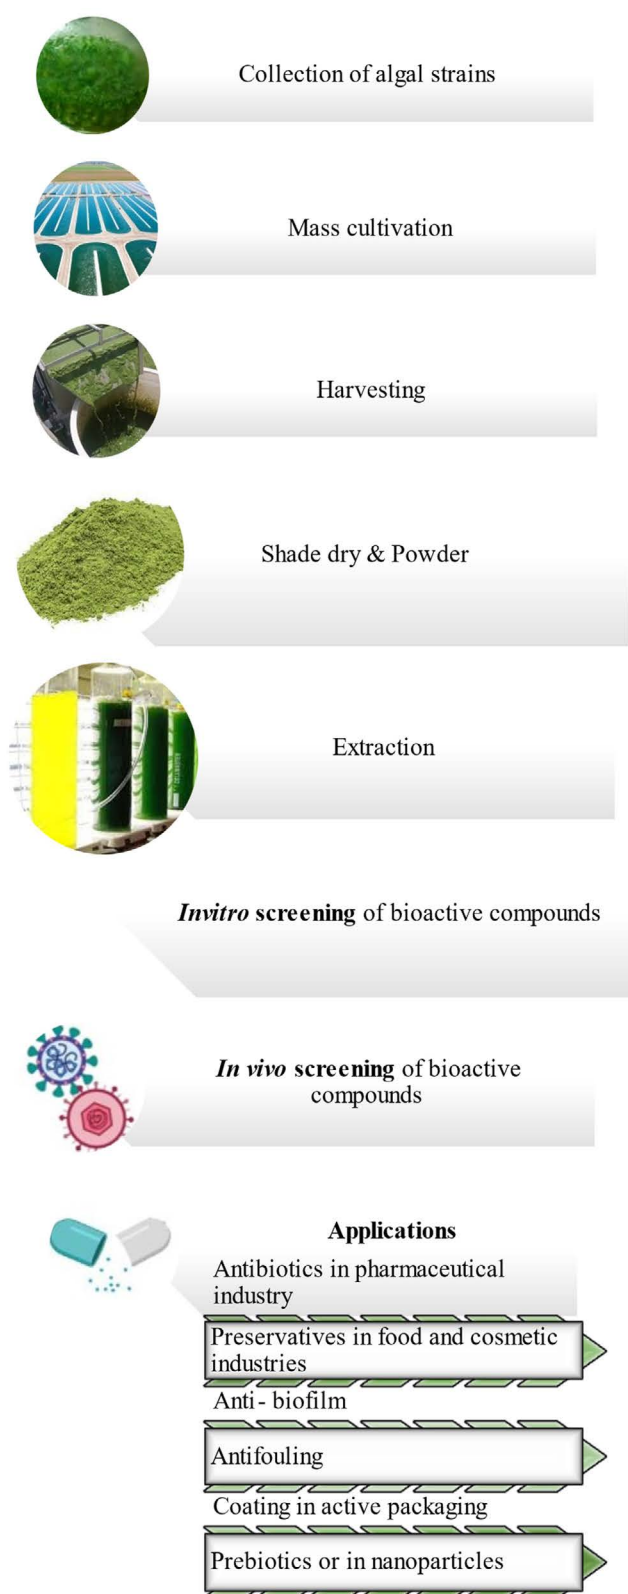 Collection of algal strains
Mass cultivation
Harvesting
Shade dry & Powder
Extraction
Invitro screening of bioactive compounds
In vivo screening of bioactive
compounds
Applications
Antibiotics in pharmaceutical
industry
Preservatives in food and cosmetic
industries
Anti- biofilm
Antifouling
Coating in active packaging
Prebiotics or in nanoparticles